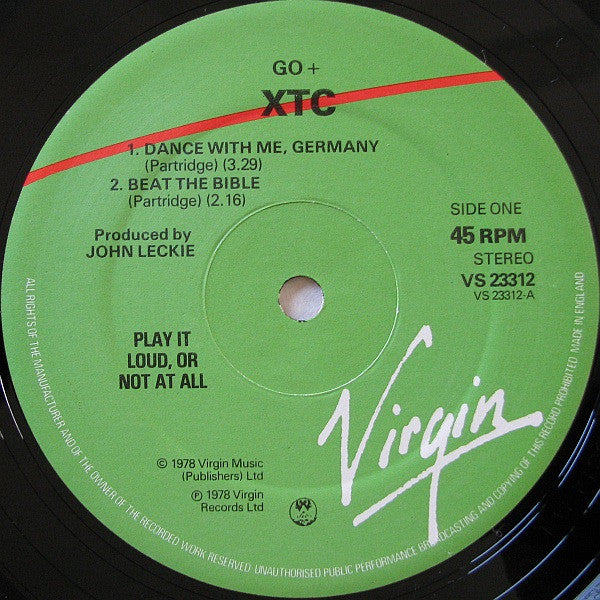 GO +
XTC
1. DANCE WITH ME, GERMANY
(Partridge) (3.29)
2. BEAT THE BIBLE
(Partridge) (2.16)
Produced by
JOHN LECKIE
SIDE ONE
45 RPM
STEREO
VS 23312
VS 23312-A
PLAY IT
LOUD, OR
NOT AT ALL
Virgin
© 1978 Virgin Music
(Publishers) Ltd
℗ 1978 Virgin
Records Ltd
ALL RIGHTS OF THE MANUFACTURER AND OF THE OWNER OF THE RECORDED WORK RESERVED UNAUTHORISED PUBLIC PERFORMANCE BROADCASTING AND COPYING OF THIS RECORD PROHIBITED MADE IN ENGLAND